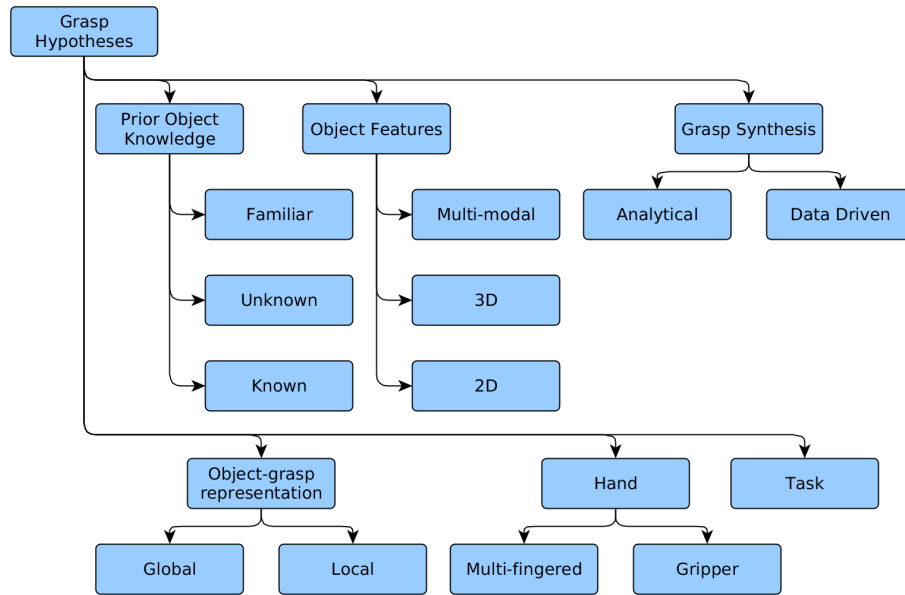 Grasp
Hypotheses
Prior Object
Knowledge
Object Features
Grasp Synthesis
Familiar
Multi-modal
Analytical
Data Driven
Unknown
3D
Known
2D
Object-grasp
representation
Hand
Task
Global
Local
Multi-fingered
Gripper